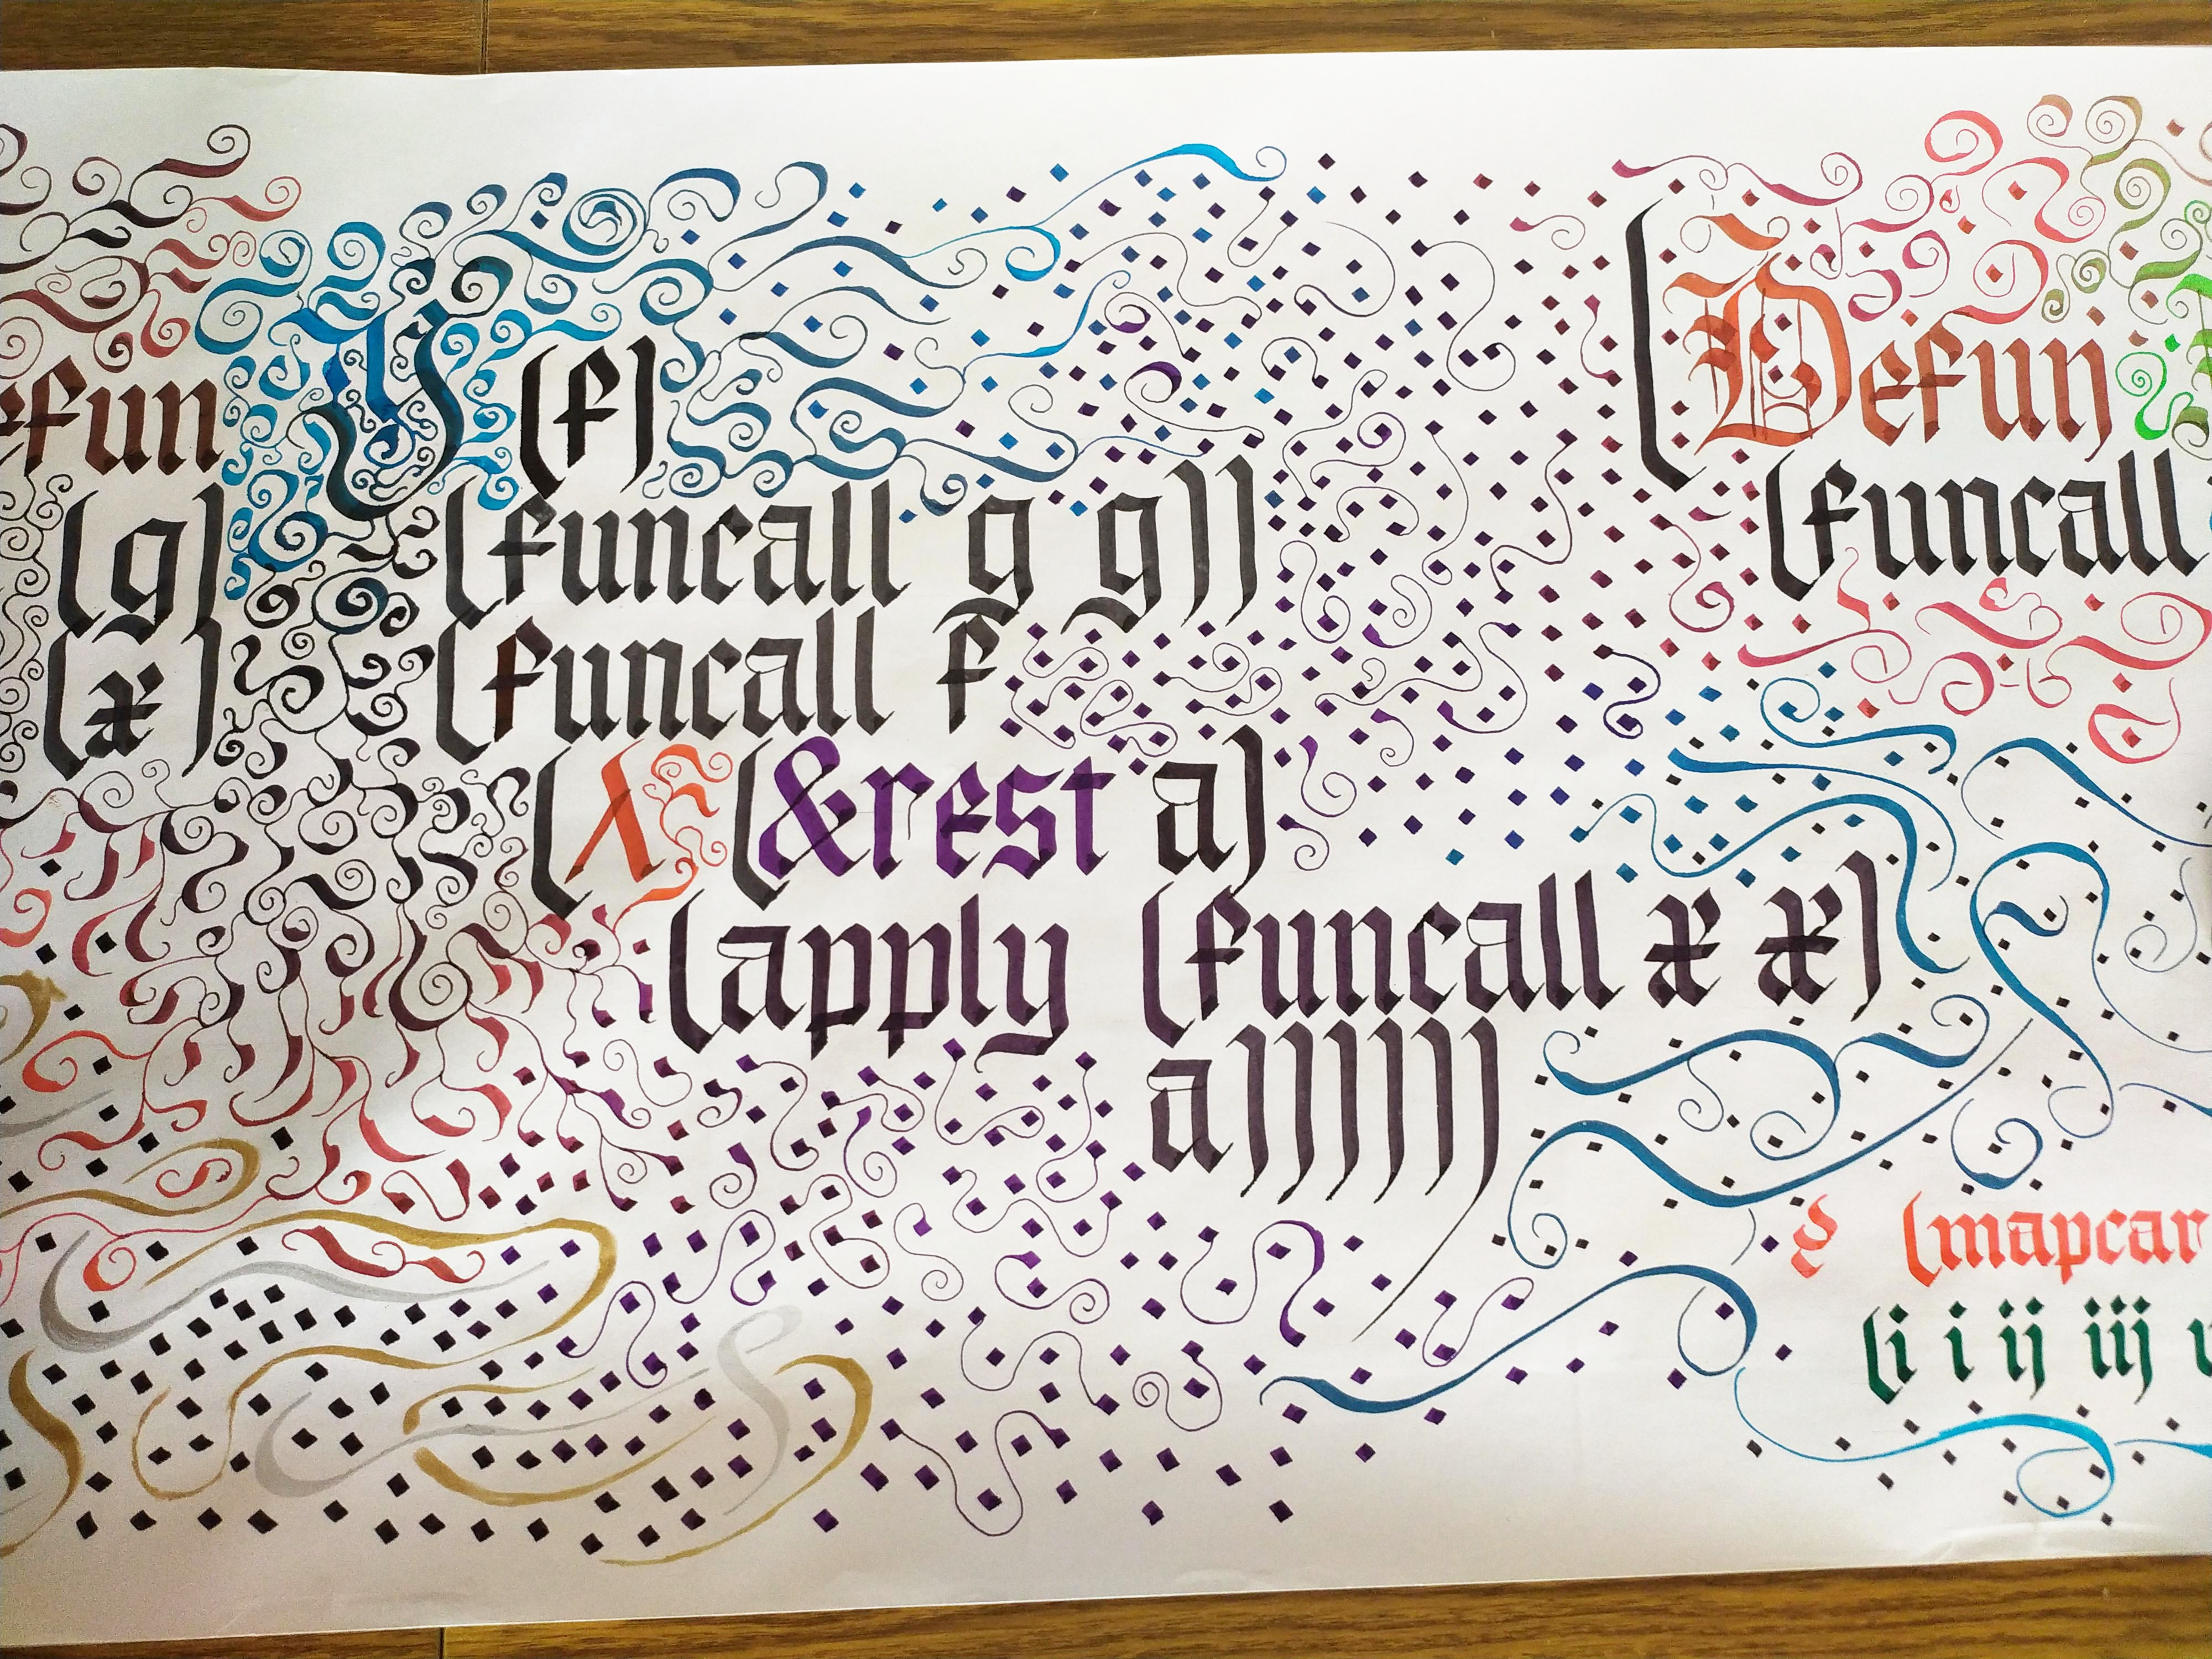 efun Y (f)
(g) (funcall g g))
(x) (funcall f
(λ (&rest a)
(apply (funcall x x)
a))))))
(Defun
(funcall
(mapcar
(i i ij iij